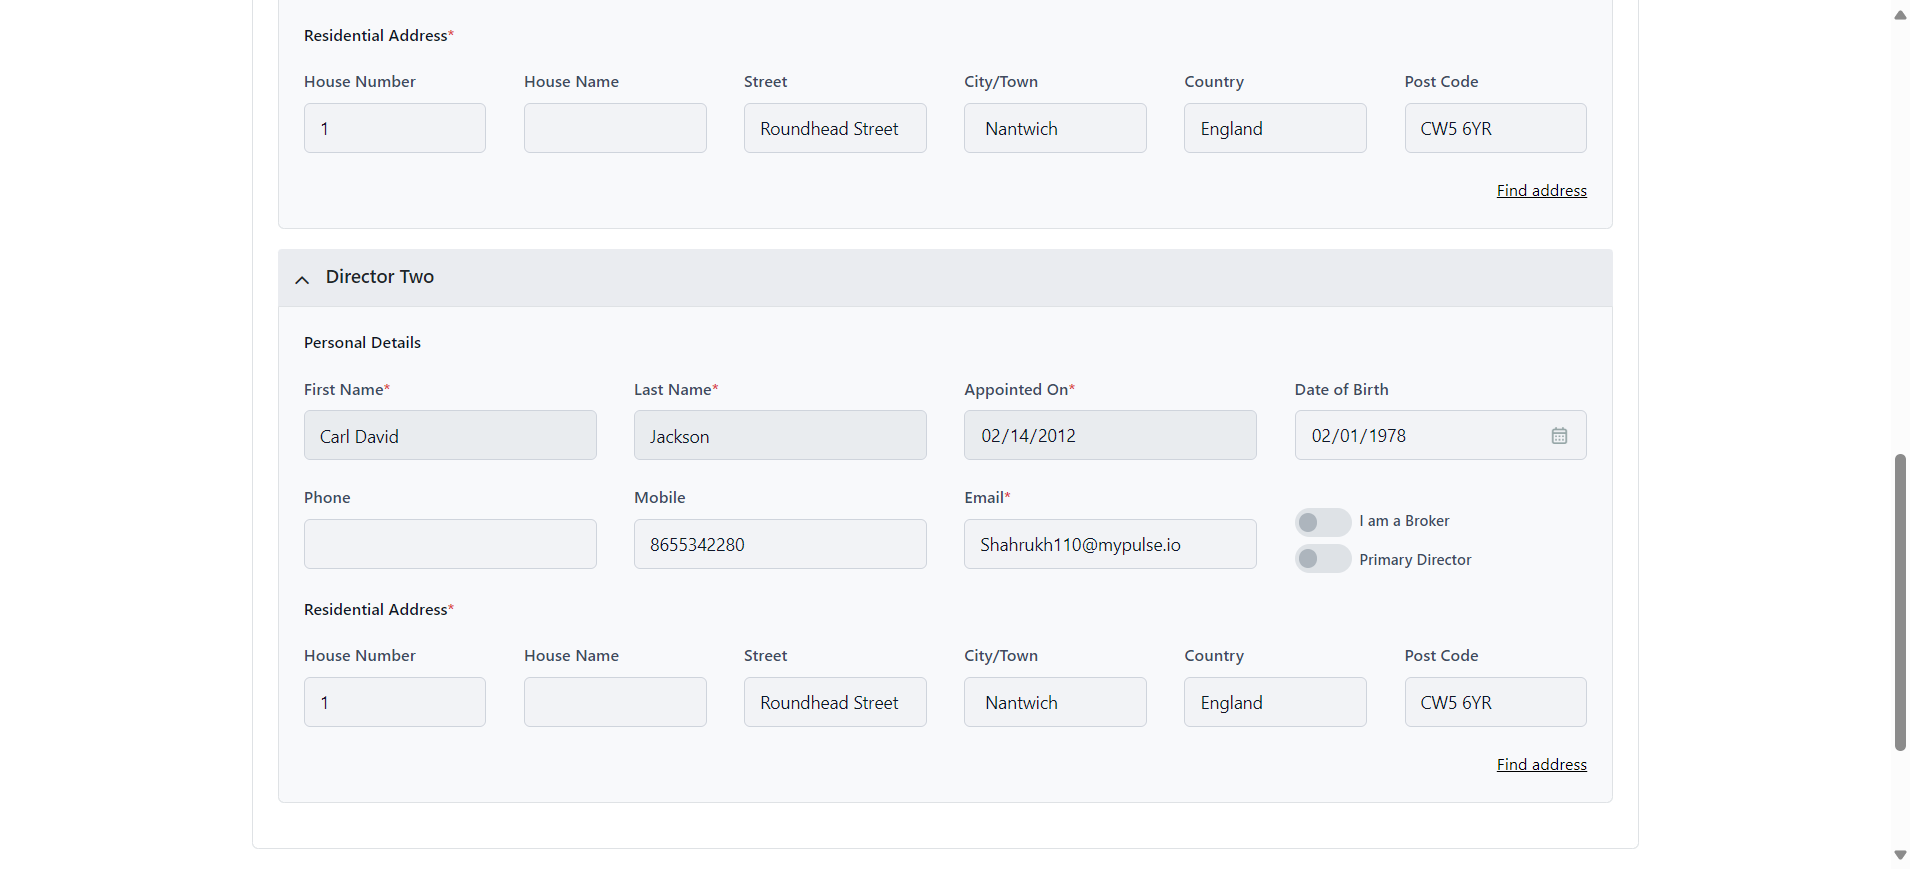 Residential Address*
House Number House Name Street City/Town Country Post Code
1 Roundhead Street Nantwich England CW5 6YR
Find address
Director Two
Personal Details
First Name* Last Name* Appointed On* Date of Birth
Carl David Jackson 02/14/2012 02/01/1978
Phone Mobile Email*
I am a Broker
8655342280 Shahrukh110@mypulse.io
Primary Director
Residential Address*
House Number House Name Street City/Town Country Post Code
1 Roundhead Street Nantwich England CW5 6YR
Find address